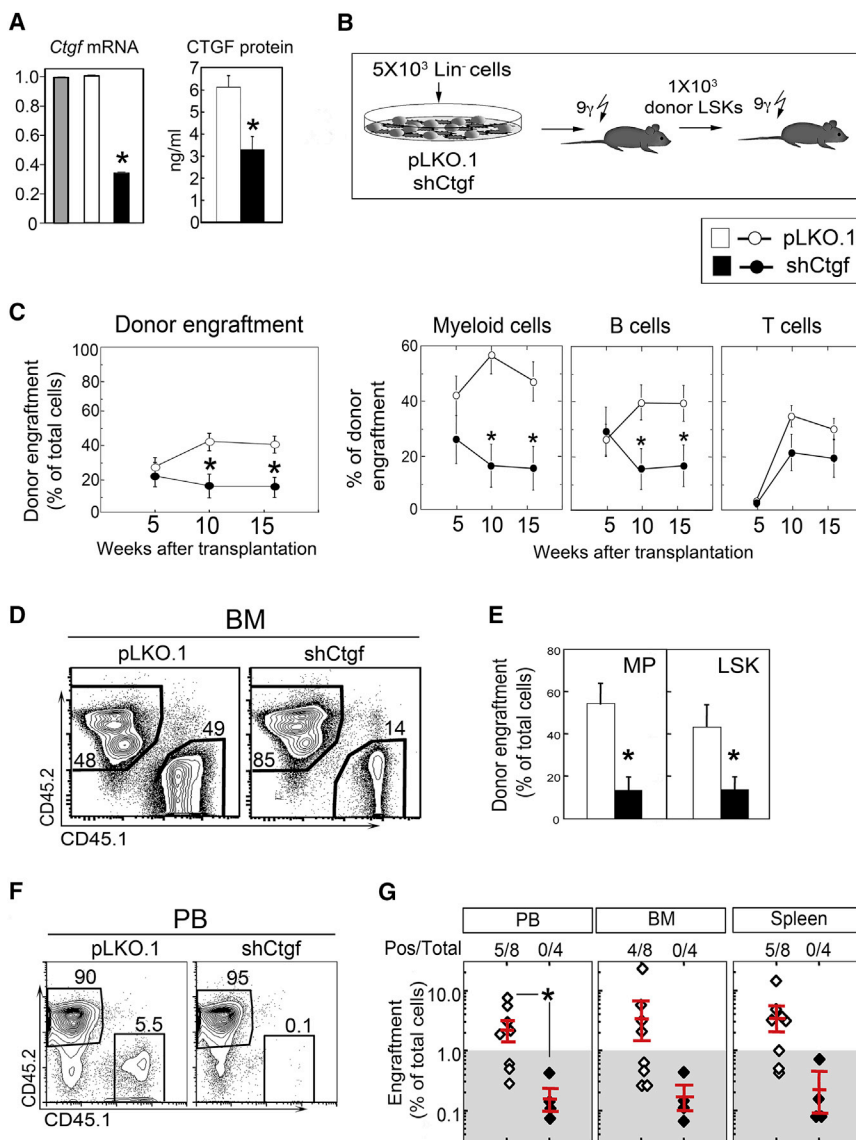 A
Ctgf mRNA
1.0
0.8
0.6
0.4
0.2
0
*
CTGF protein
ng/ml
7
6
5
4
3
2
1
0
*
B
5X10³ Lin⁻ cells
pLKO.1
shCtgf
9γ
1X10³
donor LSKs
9γ
pLKO.1
shCtgf
C
Donor engraftment
Donor engraftment
(% of total cells)
100
80
60
40
20
0
* *
5 10 15
Weeks after transplantation
Myeloid cells B cells T cells
% of donor
engraftment
60
40
20
0
* * * *
5 10 15 5 10 15 5 10 15
Weeks after transplantation
D
BM
pLKO.1 shCtgf
48 49 85 14
CD45.2
CD45.1
E
Donor engraftment
(% of total cells)
80
60
40
20
0
MP LSK
* *
F
PB
pLKO.1 shCtgf
90 95
5.5 0.1
CD45.2
CD45.1
G
PB BM Spleen
Pos/Total 5/8 0/4 4/8 0/4 5/8 0/4
Engraftment
(% of total cells)
10.0
1.0
0.1
*